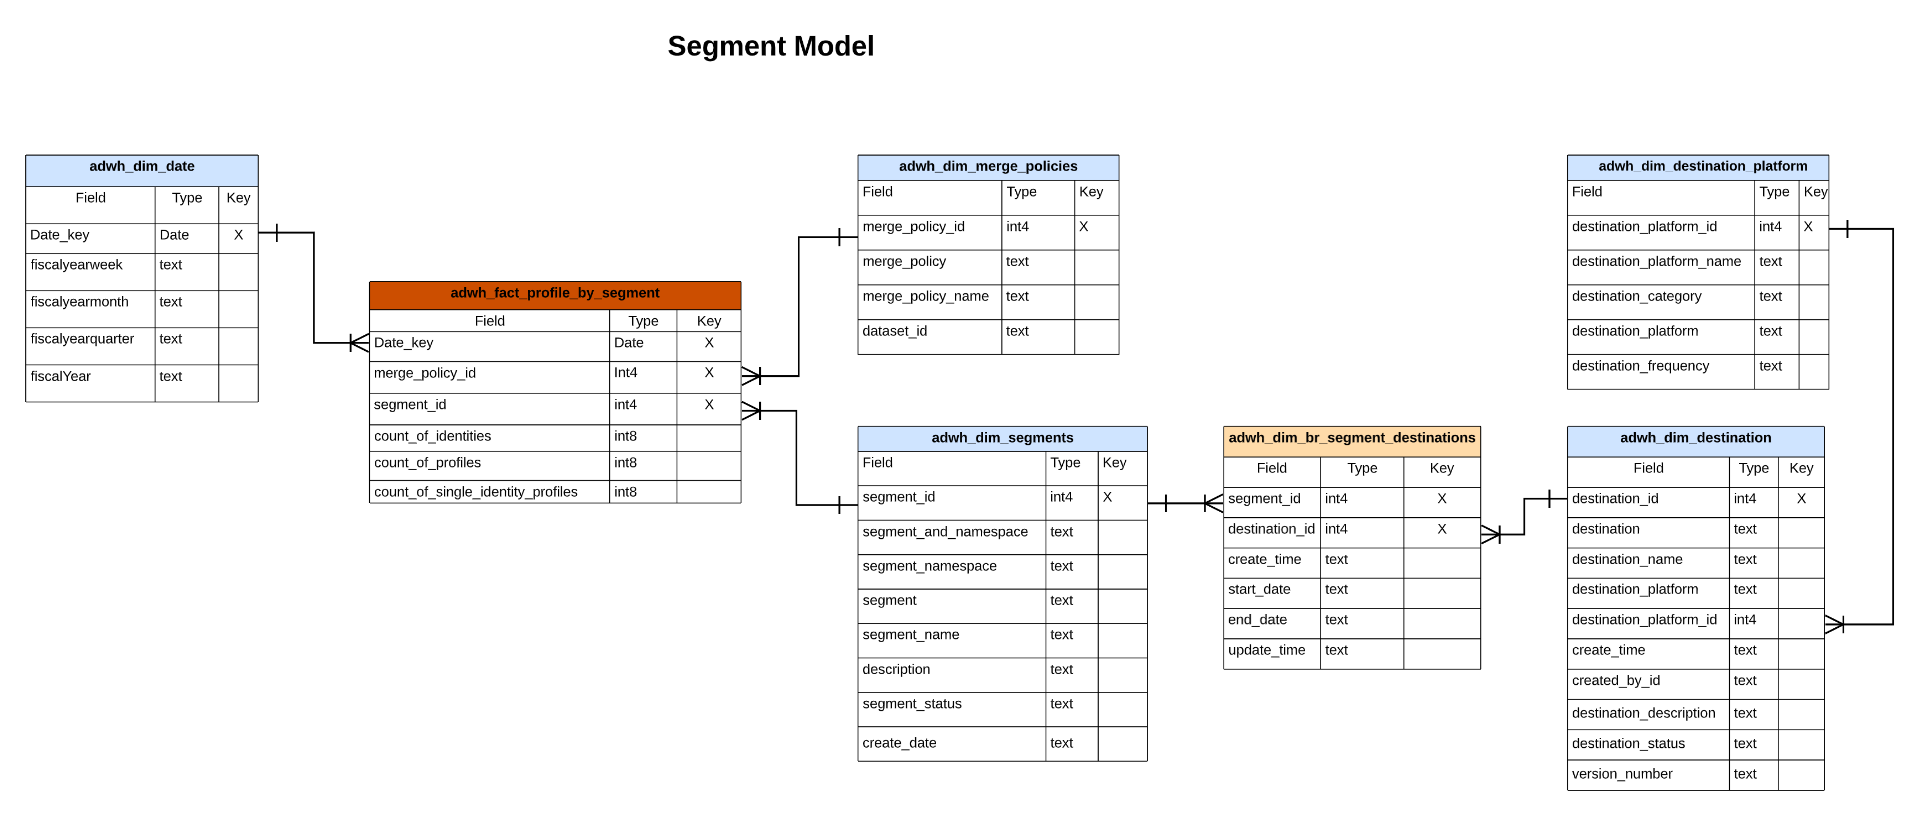 Segment Model
adwh_dim_date
Field Type Key
Date_key Date X
fiscalyearweek text
fiscalyearmonth text
fiscalyearquarter text
fiscalYear text
adwh_fact_profile_by_segment
Field Type Key
Date_key Date X
merge_policy_id Int4 X
segment_id int4 X
count_of_identities int8
count_of_profiles int8
count_of_single_identity_profiles int8
adwh_dim_merge_policies
Field Type Key
merge_policy_id int4 X
merge_policy text
merge_policy_name text
dataset_id text
adwh_dim_segments
Field Type Key
segment_id int4 X
segment_and_namespace text
segment_namespace text
segment text
segment_name text
description text
segment_status text
create_date text
adwh_dim_br_segment_destinations
Field Type Key
segment_id int4 X
destination_id int4 X
create_time text
start_date text
end_date text
update_time text
adwh_dim_destination_platform
Field Type Key
destination_platform_id int4 X
destination_platform_name text
destination_category text
destination_platform text
destination_frequency text
adwh_dim_destination
Field Type Key
destination_id int4 X
destination text
destination_name text
destination_platform text
destination_platform_id int4
create_time text
created_by_id text
destination_description text
destination_status text
version_number text